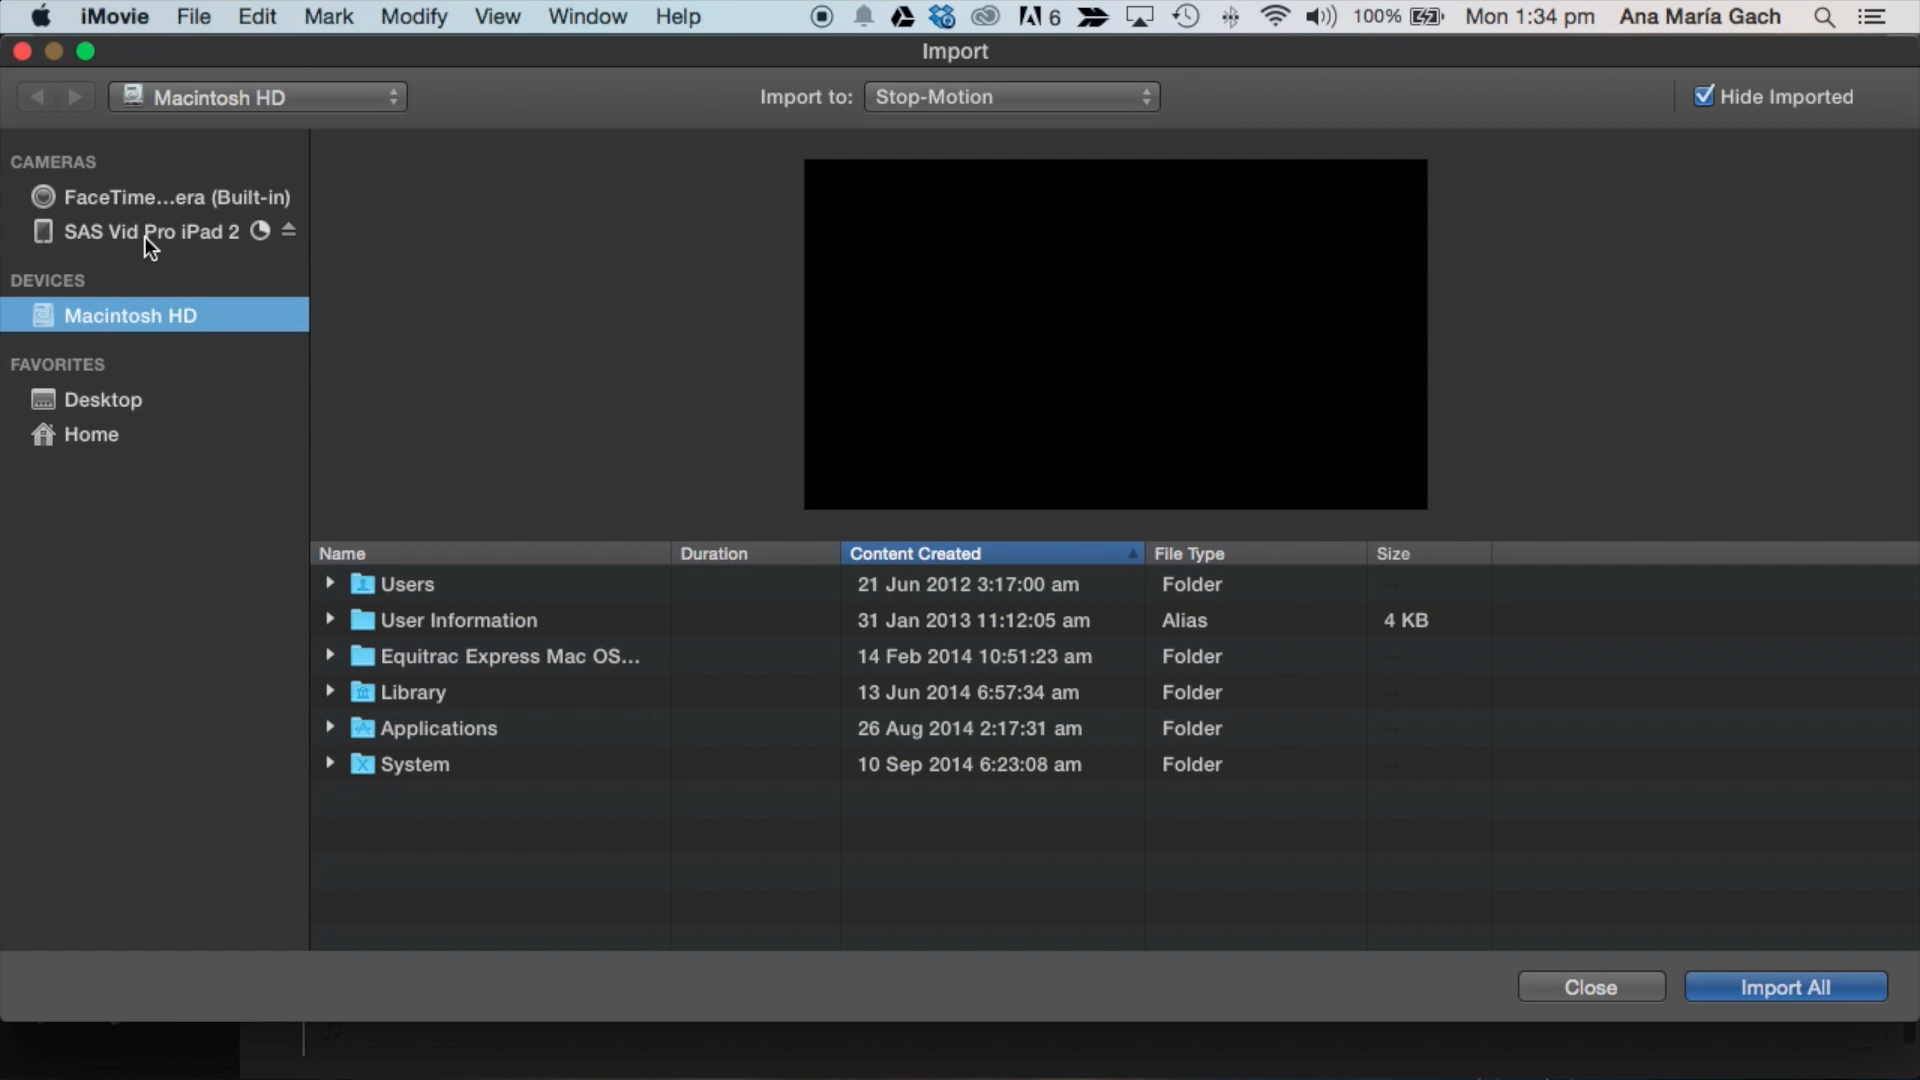 iMovie File Edit Mark Modify View Window Help 6 100% Mon 1:34 pm Ana María Gach
Import
Macintosh HD Import to: Stop-Motion Hide Imported
CAMERAS
FaceTime...era (Built-in)
SAS Vid Pro iPad 2
DEVICES
Macintosh HD
FAVORITES
Desktop
Home
Name Duration Content Created File Type Size
Users 21 Jun 2012 3:17:00 am Folder --
User Information 31 Jan 2013 11:12:05 am Alias 4 KB
Equitrac Express Mac OS... 14 Feb 2014 10:51:23 am Folder --
Library 13 Jun 2014 6:57:34 am Folder --
Applications 26 Aug 2014 2:17:31 am Folder --
System 10 Sep 2014 6:23:08 am Folder --
Close Import All